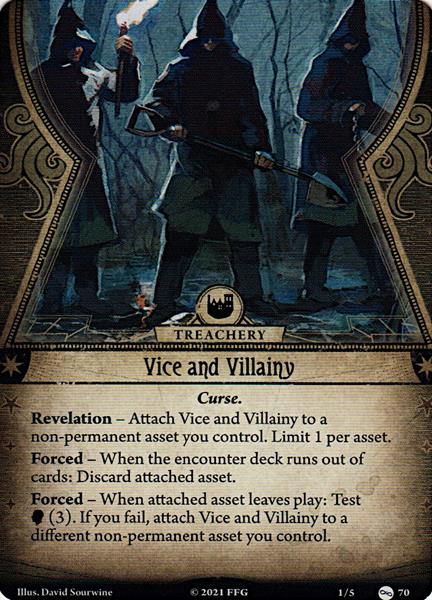 TREACHERY
Vice and Villainy
Curse.
Revelation – Attach Vice and Villainy to a
non-permanent asset you control. Limit 1 per asset.
Forced – When the encounter deck runs out of
cards: Discard attached asset.
Forced – When attached asset leaves play: Test
(3). If you fail, attach Vice and Villainy to a
different non-permanent asset you control.
Illus. David Sourwine © 2021 FFG 1/5 70